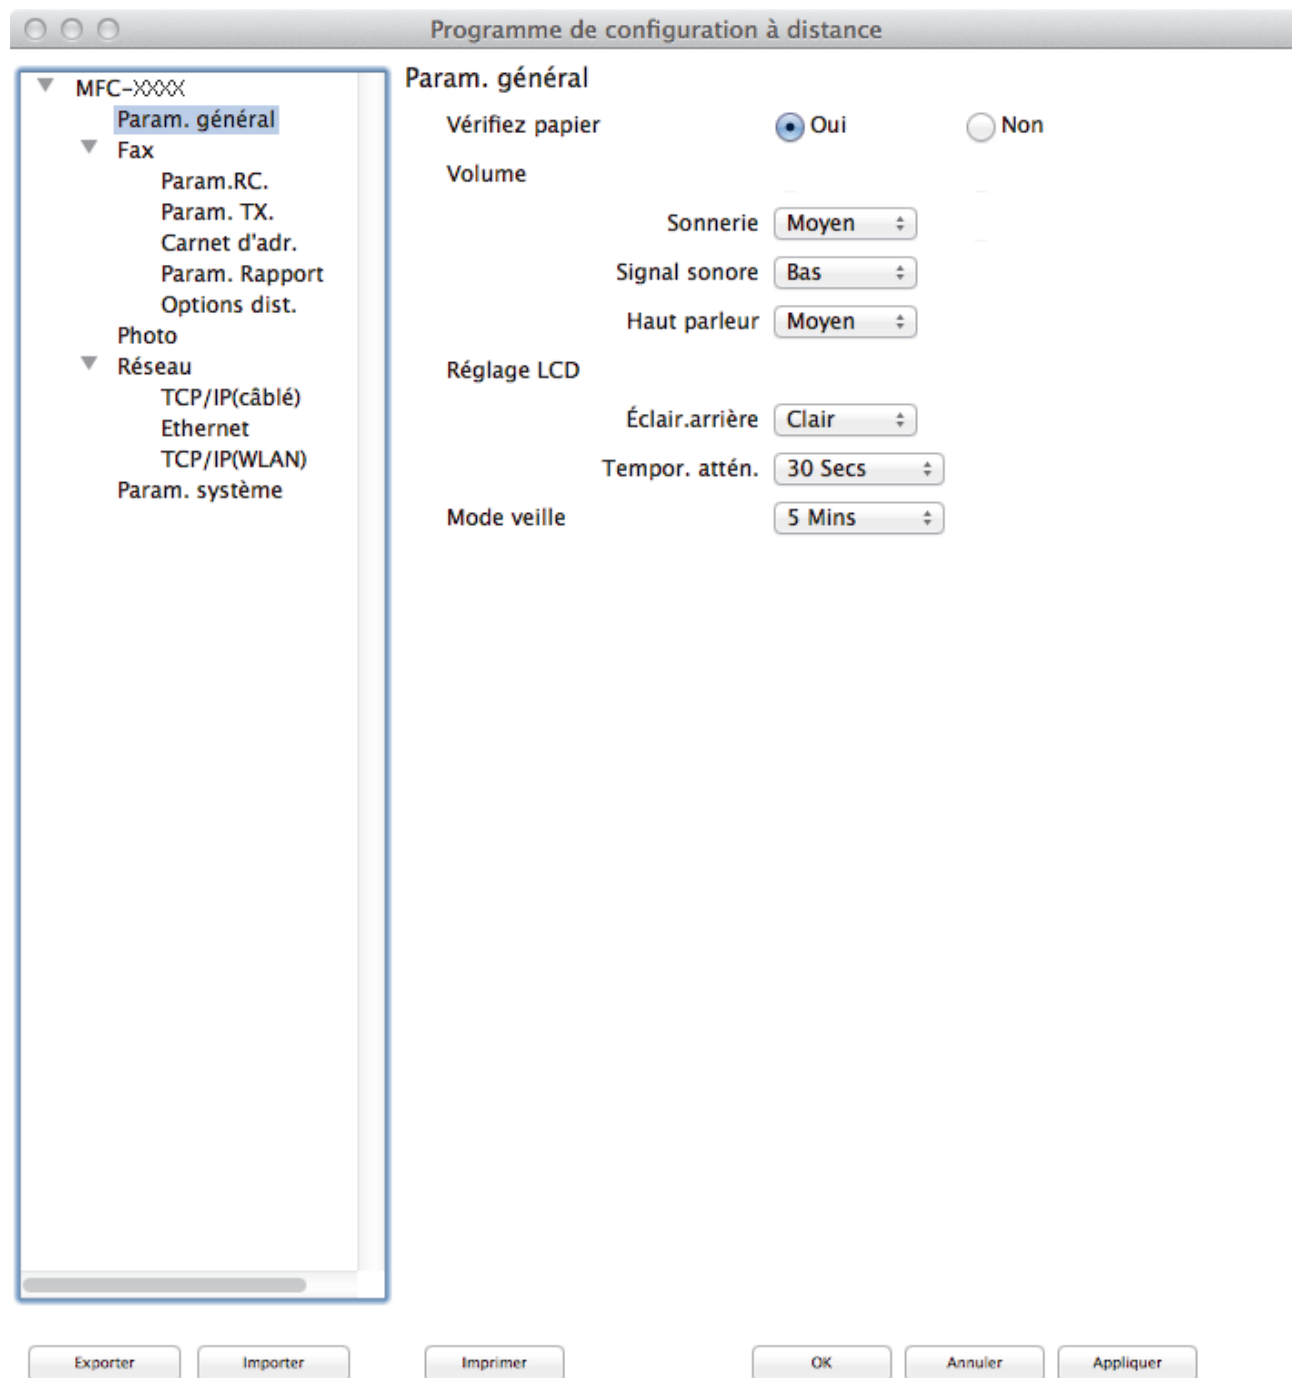 Programme de configuration à distance
MFC-XXXX
Param. général
Fax
Param.RC.
Param. TX.
Carnet d'adr.
Param. Rapport
Options dist.
Photo
Réseau
TCP/IP(câblé)
Ethernet
TCP/IP(WLAN)
Param. système
Param. général
Vérifiez papier Oui Non
Volume
Sonnerie Moyen
Signal sonore Bas
Haut parleur Moyen
Réglage LCD
Éclair.arrière Clair
Tempor. attén. 30 Secs
Mode veille 5 Mins
Exporter Importer Imprimer OK Annuler Appliquer